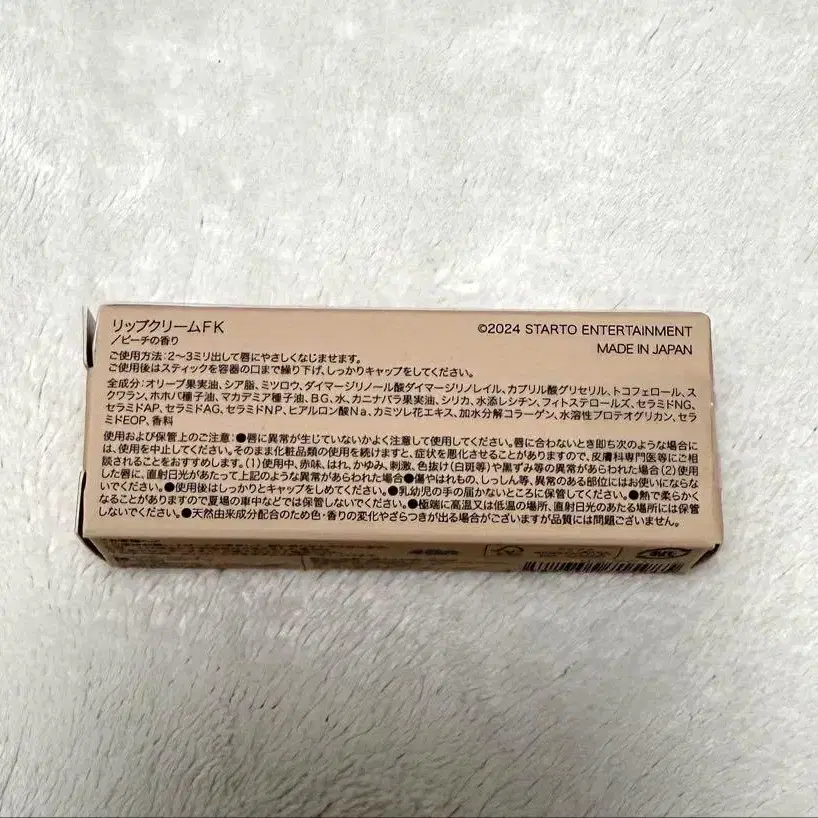 リップクリームFK
／ピーチの香り
©2024 STARTO ENTERTAINMENT
MADE IN JAPAN
ご使用方法：2～3ミリ出して唇にやさしくなじませます。
ご使用後はスティックを容器の口まで繰り下げ、しっかりキャップをしてください。
全成分：オリーブ果実油、シア脂、ミツロウ、ダイマージリノール酸ダイマージリノレイル、カプリル酸グリセリル、トコフェロール、ス
クワラン、ホホバ種子油、マカデミア種子油、BG、水、カニナバラ果実油、シリカ、水添レシチン、フィトステロールズ、セラミドNG、
セラミドAP、セラミドAG、セラミドNP、ヒアルロン酸Na、カミツレ花エキス、加水分解コラーゲン、水溶性プロテオグリカン、セラ
ミドEOP、香料
使用および保管上のご注意：●唇に異常が生じていないかよく注意して使用してください。唇に合わないとき即ち次のような場合に
は、使用を中止してください。そのまま化粧品類の使用を続けますと、症状を悪化させることがありますので、皮膚科専門医等にご相
談されることをおすすめします。(1)使用中、赤味、はれ、かゆみ、刺激、色抜け(白斑等)や黒ずみ等の異常があらわれた場合(2)使用
した唇に、直射日光があたって上記のような異常があらわれた場合●傷やはれもの、しっしん等、異常のある部位にはお使いにならな
いでください。●使用後はしっかりとキャップをしめてください。●乳幼児の手の届かないところに保管してください。●熱で柔らかく
なることがありますので夏場の車中などでは保管しないでください。●極端に高温又は低温の場所、直射日光のあたる場所には保管
しないでください。●天然由来成分配合のため色・香りの変化やざらつきが出る場合がございますが品質には問題ございません。